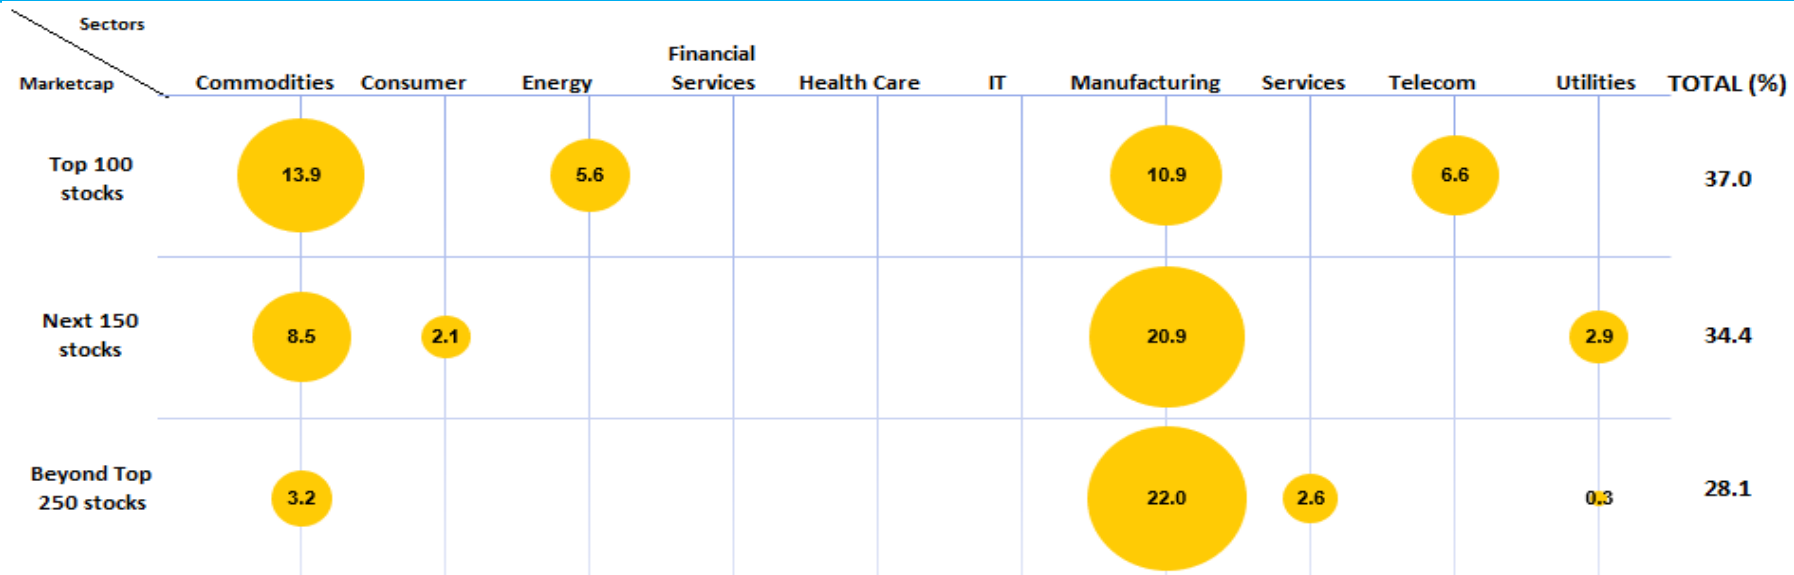 Sectors
Marketcap
Commodities Consumer Energy Financial Services Health Care IT Manufacturing Services Telecom Utilities TOTAL (%)
Top 100
stocks
13.9 5.6 10.9 6.6 37.0
Next 150
stocks
8.5 2.1 20.9 2.9 34.4
Beyond Top
250 stocks
3.2 22.0 2.6 0.3 28.1